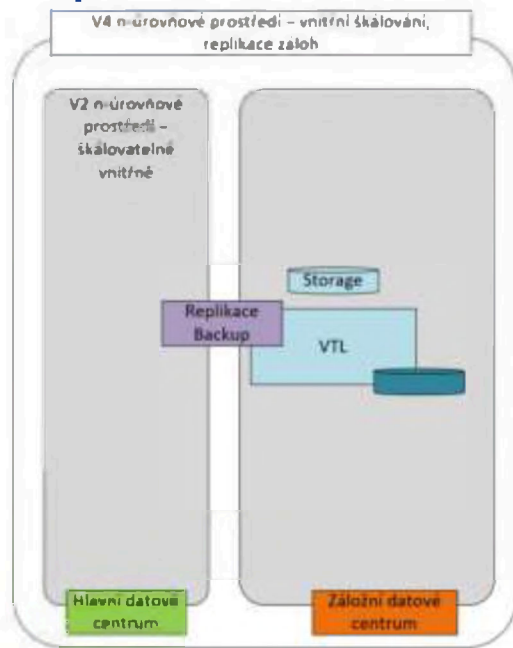 V4 n-úrovňové prostředí – vnitřní škálování,
replikace záloh
V2 n-úrovňové
prostředí –
škálovatelné
vnitřně
Storage
Replikace
Backup
VTL
Hlavní datové
centrum
Záložní datové
centrum